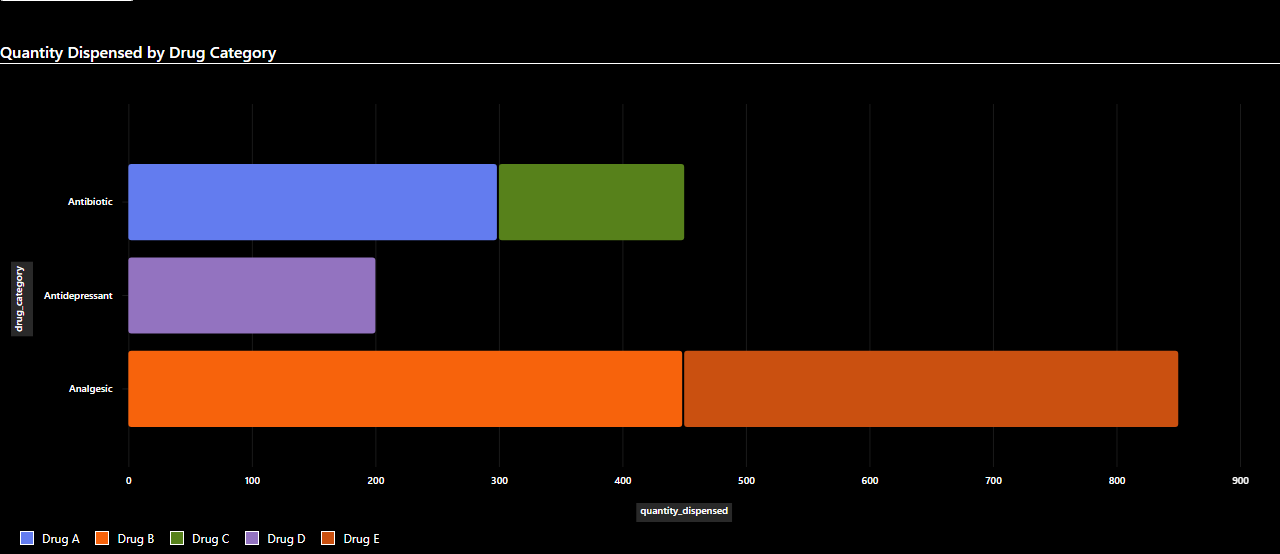 Quantity Dispensed by Drug Category
Antibiotic
Antidepressant
Analgesic
drug_category
0 100 200 300 400 500 600 700 800 900
quantity_dispensed
Drug A Drug B Drug C Drug D Drug E